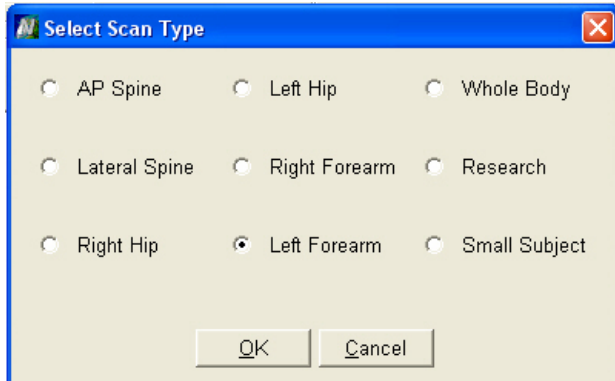 Select Scan Type
AP Spine Left Hip Whole Body
Lateral Spine Right Forearm Research
Right Hip Left Forearm Small Subject
OK Cancel